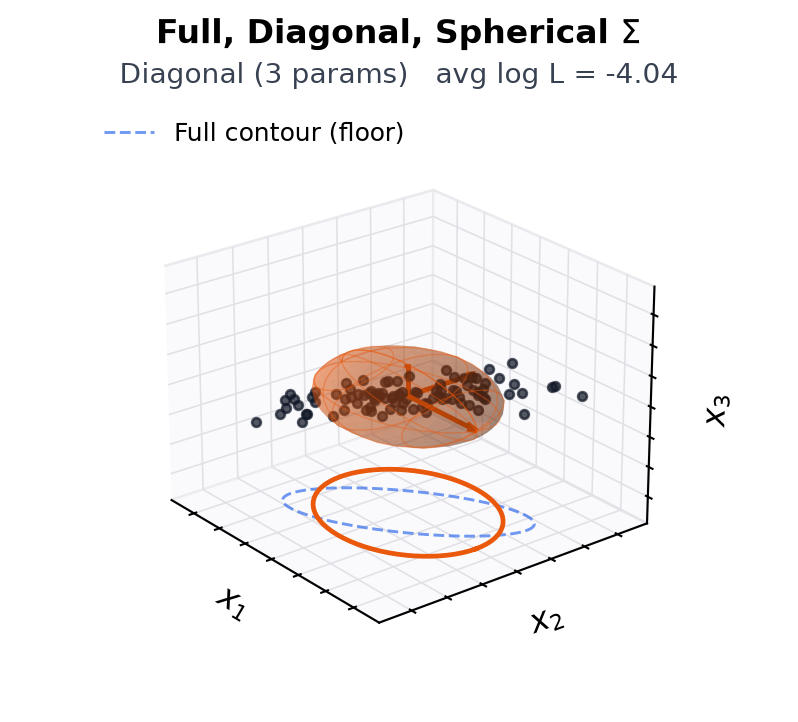 Full, Diagonal, Spherical Σ
Diagonal (3 params)   avg log L = -4.04
Full contour (floor)
x₃
x₁
x₂